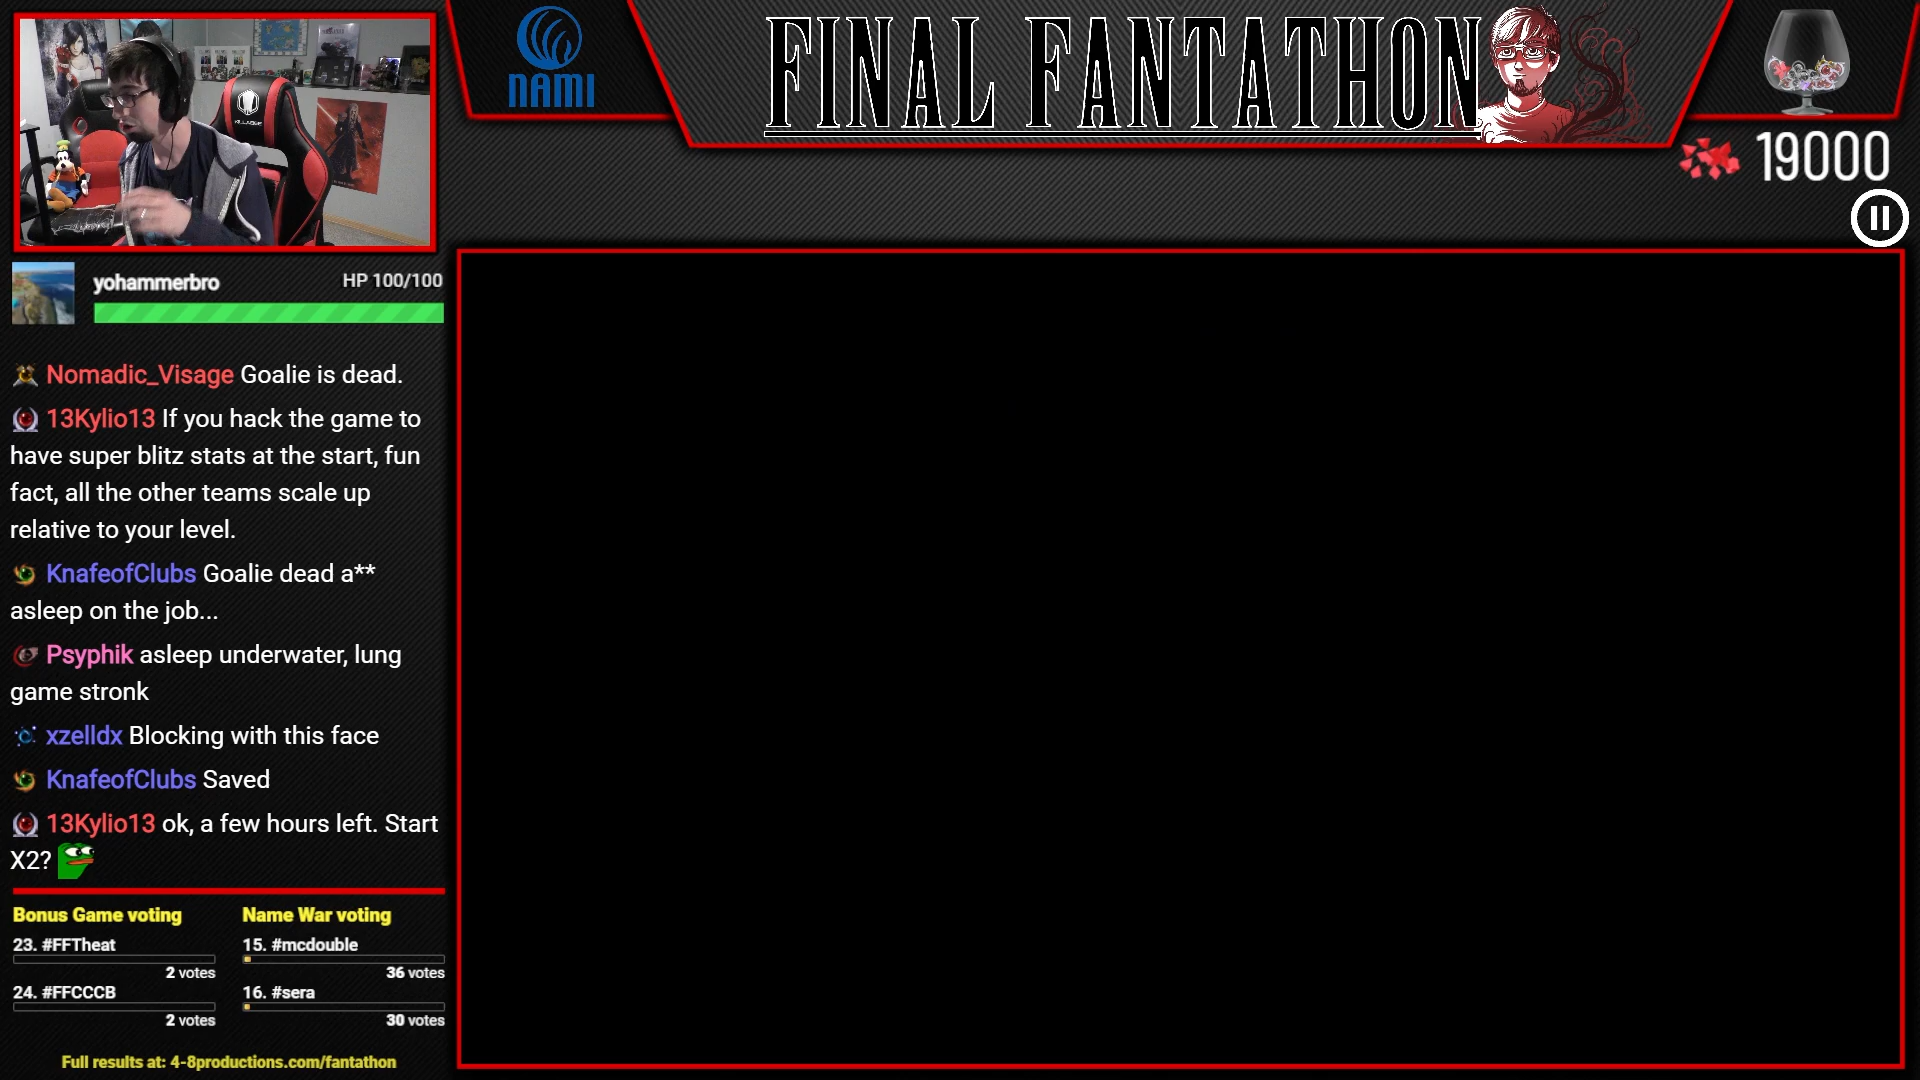 NAMI
FINAL FANTATHON
19000
yohammerbro
HP 100/100
Nomadic_Visage Goalie is dead.
13Kylio13 If you hack the game to
have super blitz stats at the start, fun
fact, all the other teams scale up
relative to your level.
KnafeofClubs Goalie dead a**
asleep on the job...
Psyphik asleep underwater, lung
game stronk
xzelldx Blocking with this face
KnafeofClubs Saved
13Kylio13 ok, a few hours left. Start
X2?
Bonus Game voting
23. #FFTheat
2 votes
24. #FFCCCB
2 votes
Name War voting
15. #mcdouble
36 votes
16. #sera
30 votes
Full results at: 4-8productions.com/fantathon